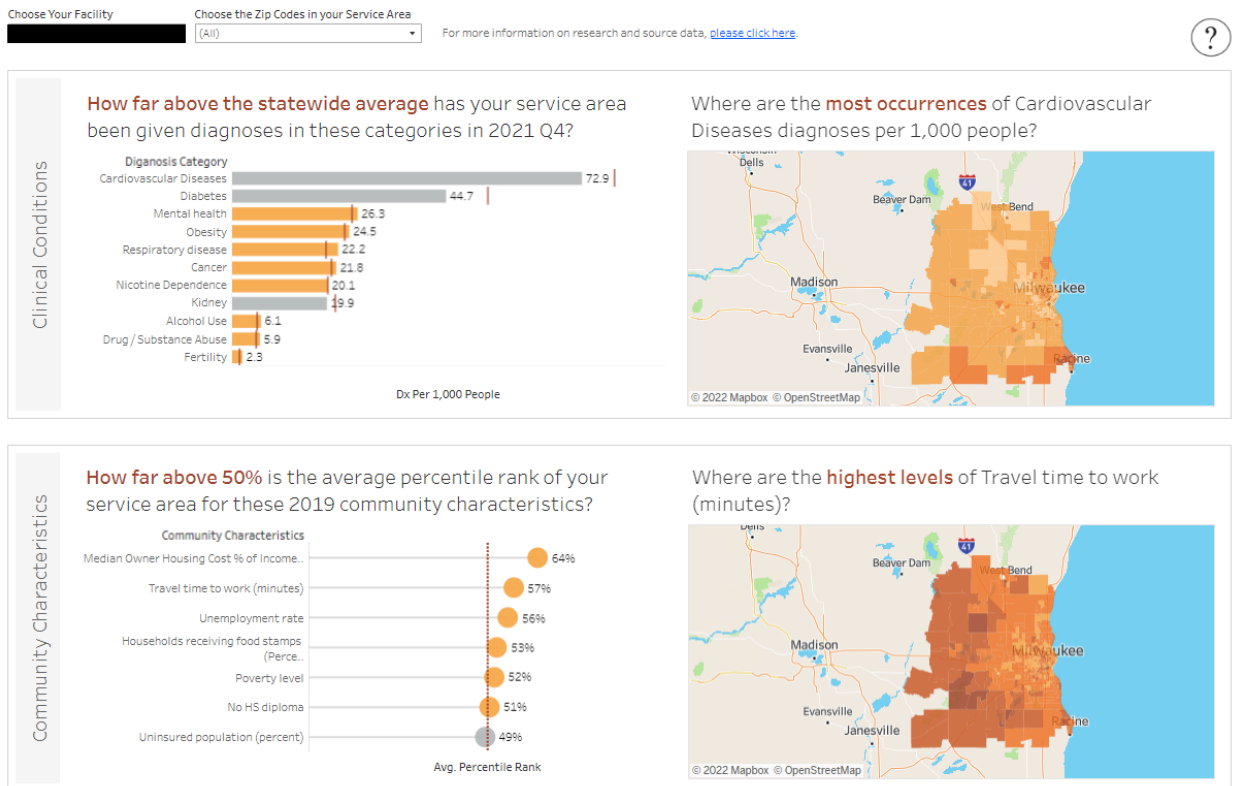 Choose Your Facility
Choose the Zip Codes in your Service Area
(All)
For more information on research and source data, please click here.
?
Clinical Conditions
How far above the statewide average has your service area
been given diagnoses in these categories in 2021 Q4?
Diganosis Category
Cardiovascular Diseases 72.9
Diabetes 44.7
Mental health 26.3
Obesity 24.5
Respiratory disease 22.2
Cancer 21.8
Nicotine Dependence 20.1
Kidney 19.9
Alcohol Use 6.1
Drug / Substance Abuse 5.9
Fertility 2.3
Dx Per 1,000 People
Where are the most occurrences of Cardiovascular
Diseases diagnoses per 1,000 people?
Wisconsin
Dells
41
Beaver Dam
West Bend
Madison
Milwaukee
Evansville
Janesville
Racine
© 2022 Mapbox © OpenStreetMap
Community Characteristics
How far above 50% is the average percentile rank of your
service area for these 2019 community characteristics?
Community Characteristics
Median Owner Housing Cost % of Income.. 64%
Travel time to work (minutes) 57%
Unemployment rate 56%
Households receiving food stamps
(Perce.. 53%
Poverty level 52%
No HS diploma 51%
Uninsured population (percent) 49%
Avg. Percentile Rank
Where are the highest levels of Travel time to work
(minutes)?
Dells
41
Beaver Dam
West Bend
Madison
Milwaukee
Evansville
Janesville
Racine
© 2022 Mapbox © OpenStreetMap